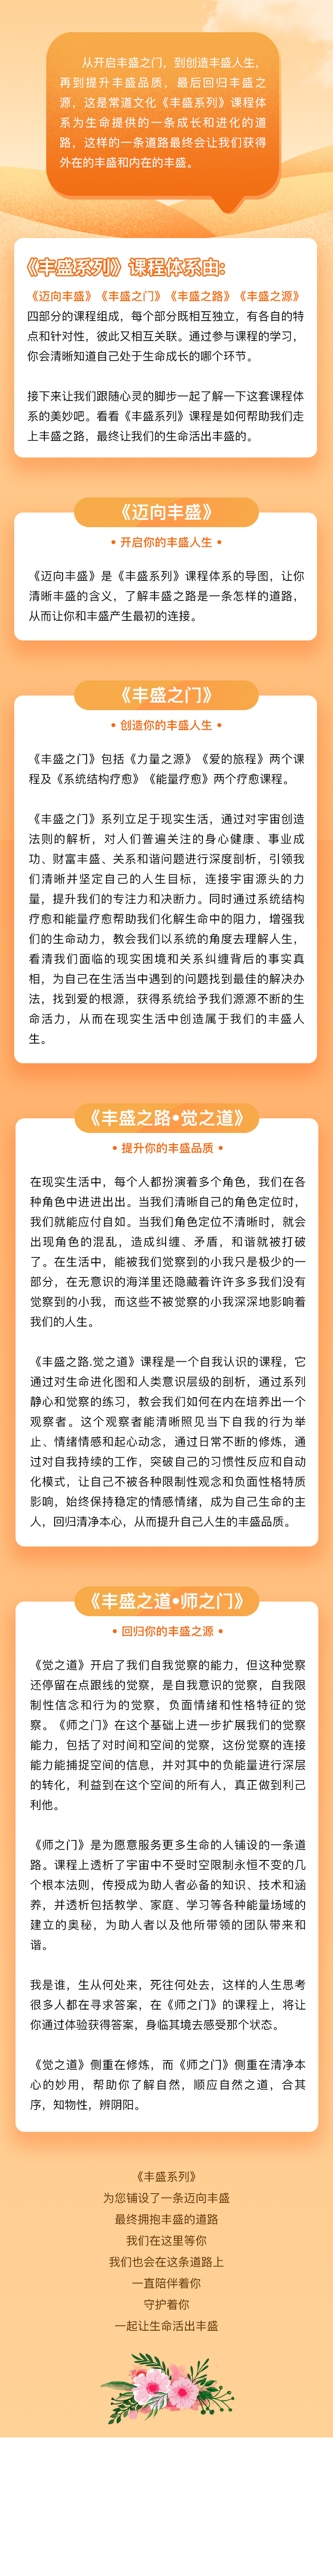 从开启丰盛之门，到创造丰盛人生，
再到提升丰盛品质，最后回归丰盛之
源，这是常道文化《丰盛系列》课程体
系为生命提供的一条成长和进化的道
路，这样的一条道路最终会让我们获得
外在的丰盛和内在的丰盛。
《丰盛系列》课程体系由:
《迈向丰盛》《丰盛之门》《丰盛之路》《丰盛之源》
四部分的课程组成，每个部分既相互独立，有各自的特
点和针对性，彼此又相互关联。通过参与课程的学习，
你会清晰知道自己处于生命成长的哪个环节。
接下来让我们跟随心灵的脚步一起了解一下这套课程体
系的美妙吧。看看《丰盛系列》课程是如何帮助我们走
上丰盛之路，最终让我们的生命活出丰盛的。
《迈向丰盛》
• 开启你的丰盛人生 •
《迈向丰盛》是《丰盛系列》课程体系的导图，让你
清晰丰盛的含义，了解丰盛之路是一条怎样的道路，
从而让你和丰盛产生最初的连接。
《丰盛之门》
• 创造你的丰盛人生 •
《丰盛之门》包括《力量之源》《爱的旅程》两个课
程及《系统结构疗愈》《能量疗愈》两个疗愈课程。
《丰盛之门》系列立足于现实生活，通过对宇宙创造
法则的解析，对人们普遍关注的身心健康、事业成
功、财富丰盛、关系和谐问题进行深度剖析，引领我
们清晰并坚定自己的人生目标，连接宇宙源头的力
量，提升我们的专注力和决断力。同时通过系统结构
疗愈和能量疗愈帮助我们化解生命中的阻力，增强我
们的生命动力，教会我们以系统的角度去理解人生，
看清我们面临的现实困境和关系纠缠背后的事实真
相，为自己在生活当中遇到的问题找到最佳的解决办
法，找到爱的根源，获得系统给予我们源源不断的生
命活力，从而在现实生活中创造属于我们的丰盛人
生。
《丰盛之路•觉之道》
• 提升你的丰盛品质 •
在现实生活中，每个人都扮演着多个角色，我们在各
种角色中进进出出。当我们清晰自己的角色定位时，
我们就能应付自如。当我们角色定位不清晰时，就会
出现角色的混乱，造成纠缠、矛盾，和谐就被打破
了。在生活中，能被我们觉察到的小我只是极少的一
部分，在无意识的海洋里还隐藏着许许多多我们没有
觉察到的小我，而这些不被觉察的小我深深地影响着
我们的人生。
《丰盛之路.觉之道》课程是一个自我认识的课程，它
通过对生命进化图和人类意识层级的剖析，通过系列
静心和觉察的练习，教会我们如何在内在培养出一个
观察者。这个观察者能清晰照见当下自我的行为举
止、情绪情感和起心动念，通过日常不断的修炼，通
过对自我持续的工作，突破自己的习惯性反应和自动
化模式，让自己不被各种限制性观念和负面性格特质
影响，始终保持稳定的情感情绪，成为自己生命的主
人，回归清净本心，从而提升自己人生的丰盛品质。
《丰盛之道•师之门》
• 回归你的丰盛之源 •
《觉之道》开启了我们自我觉察的能力，但这种觉察
还停留在点跟线的觉察，是自我意识的觉察，自我限
制性信念和行为的觉察，负面情绪和性格特征的觉
察。《师之门》在这个基础上进一步扩展我们的觉察
能力，包括了对时间和空间的觉察，这份觉察的连接
能力能捕捉空间的信息，并对其中的负能量进行深层
的转化，利益到在这个空间的所有人，真正做到利己
利他。
《师之门》是为愿意服务更多生命的人铺设的一条道
路。课程上透析了宇宙中不受时空限制永恒不变的几
个根本法则，传授成为助人者必备的知识、技术和涵
养，并透析包括教学、家庭、学习等各种能量场域的
建立的奥秘，为助人者以及他所带领的团队带来和
谐。
我是谁，生从何处来，死往何处去，这样的人生思考
很多人都在寻求答案，在《师之门》的课程上，将让
你通过体验获得答案，身临其境去感受那个状态。
《觉之道》侧重在修炼，而《师之门》侧重在清净本
心的妙用，帮助你了解自然，顺应自然之道，合其
序，知物性，辨阴阳。
《丰盛系列》
为您铺设了一条迈向丰盛
最终拥抱丰盛的道路
我们在这里等你
我们也会在这条道路上
一直陪伴着你
守护着你
一起让生命活出丰盛